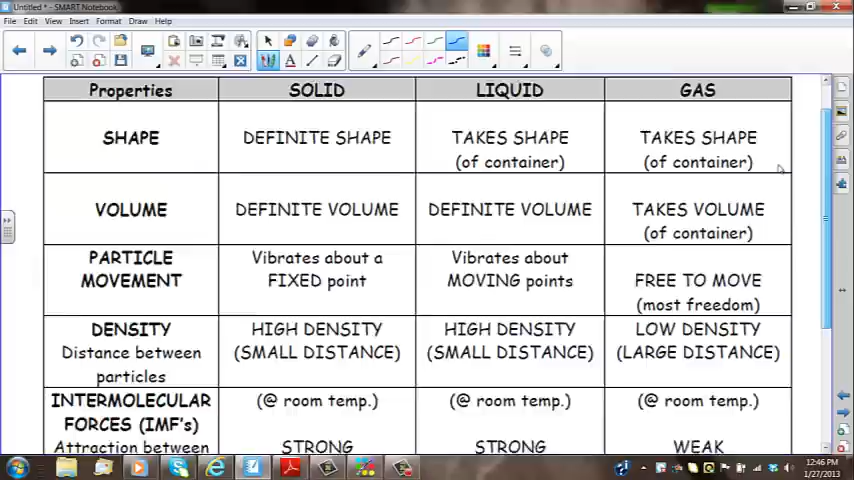 Untitled * - SMART Notebook
File Edit View Insert Format Draw Help
Properties SOLID LIQUID GAS
SHAPE DEFINITE SHAPE TAKES SHAPE TAKES SHAPE
(of container) (of container)
VOLUME DEFINITE VOLUME DEFINITE VOLUME TAKES VOLUME
(of container)
PARTICLE Vibrates about a Vibrates about
MOVEMENT FIXED point MOVING points FREE TO MOVE
(most freedom)
DENSITY HIGH DENSITY HIGH DENSITY LOW DENSITY
Distance between (SMALL DISTANCE) (SMALL DISTANCE) (LARGE DISTANCE)
particles
INTERMOLECULAR (@ room temp.) (@ room temp.) (@ room temp.)
FORCES (IMF's)
Attraction between STRONG STRONG WEAK
12:46 PM
1/27/2013